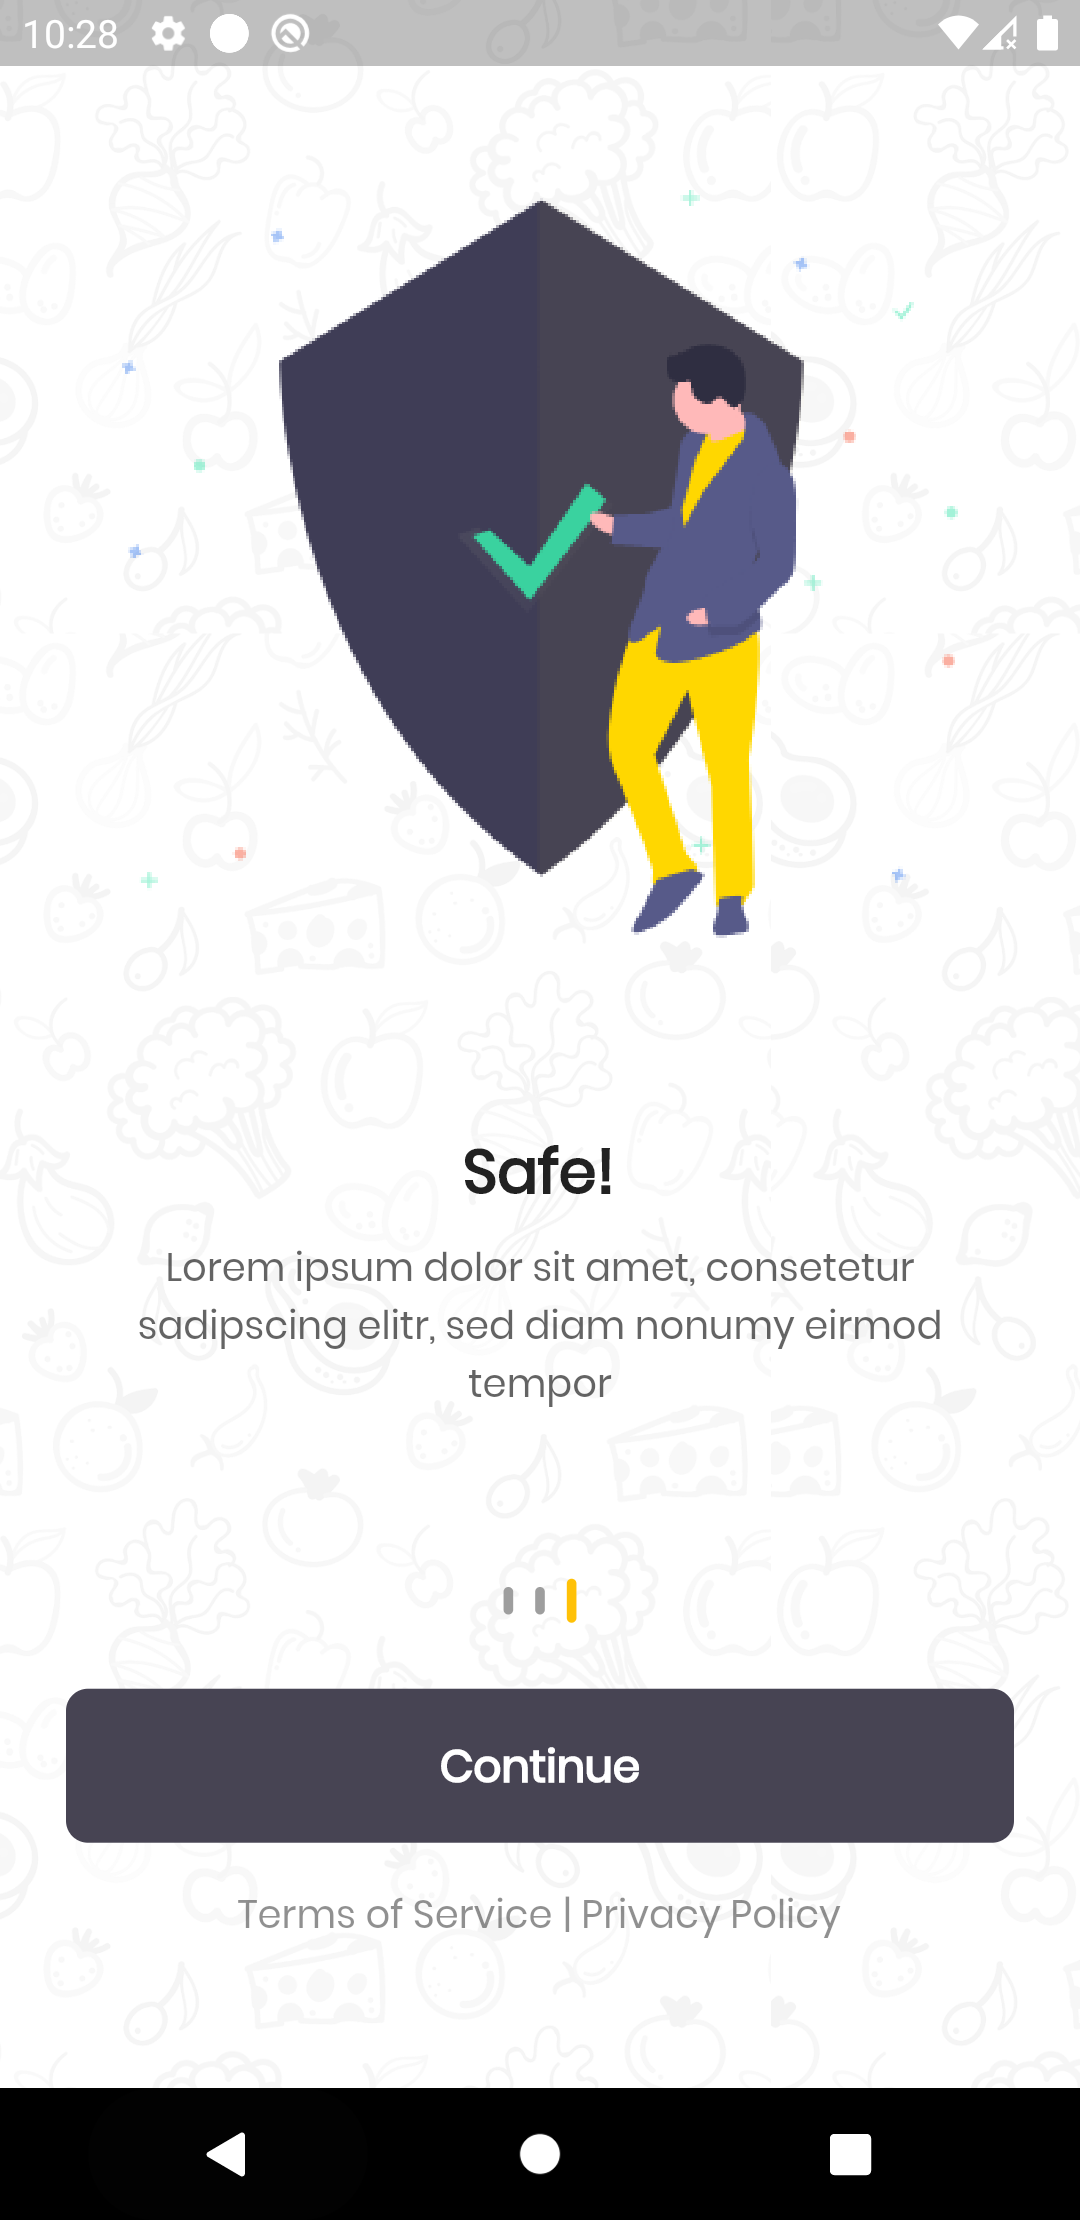 10:28
Safe!
Lorem ipsum dolor sit amet, consetetur
sadipscing elitr, sed diam nonumy eirmod
tempor
Continue
Terms of Service | Privacy Policy